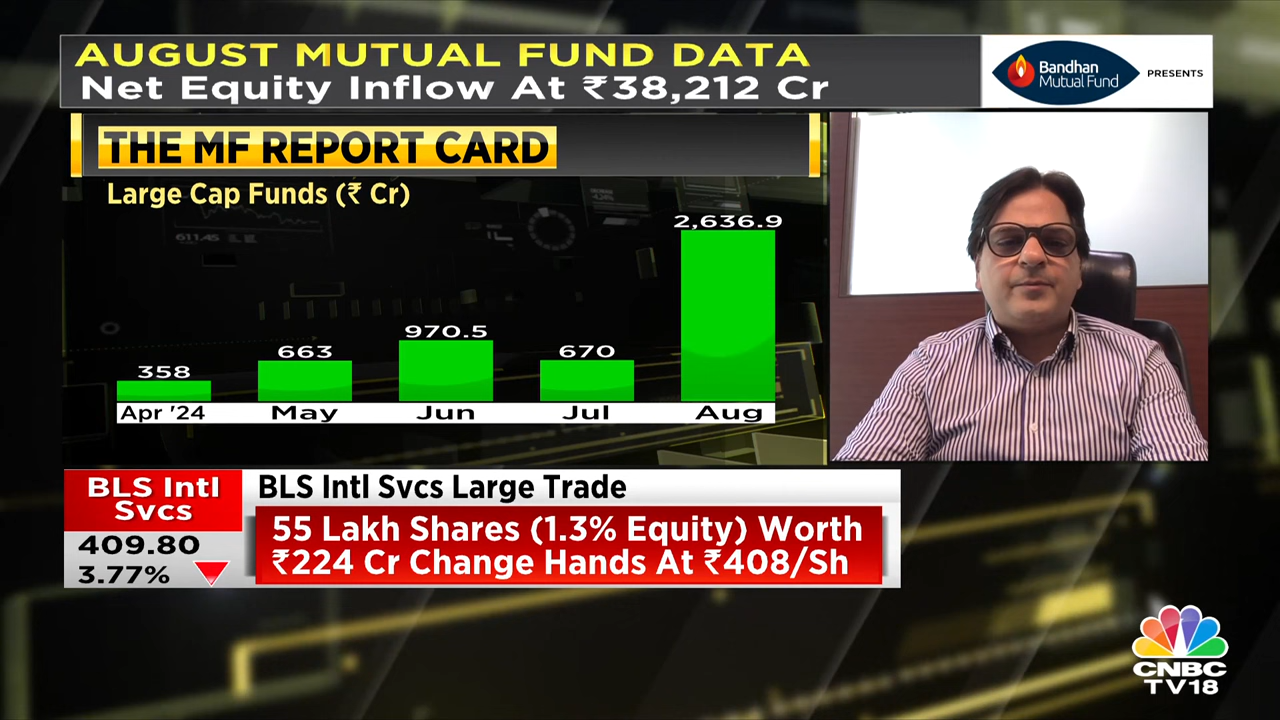 AUGUST MUTUAL FUND DATA
Net Equity Inflow At ₹38,212 Cr
Bandhan
Mutual Fund
PRESENTS
THE MF REPORT CARD
Large Cap Funds (₹ Cr)
611.45
358
663
970.5
670
2,636.9
Apr '24
May
Jun
Jul
Aug
BLS Intl
Svcs
409.80
3.77%
BLS Intl Svcs Large Trade
55 Lakh Shares (1.3% Equity) Worth
₹224 Cr Change Hands At ₹408/Sh
CNBC
TV18